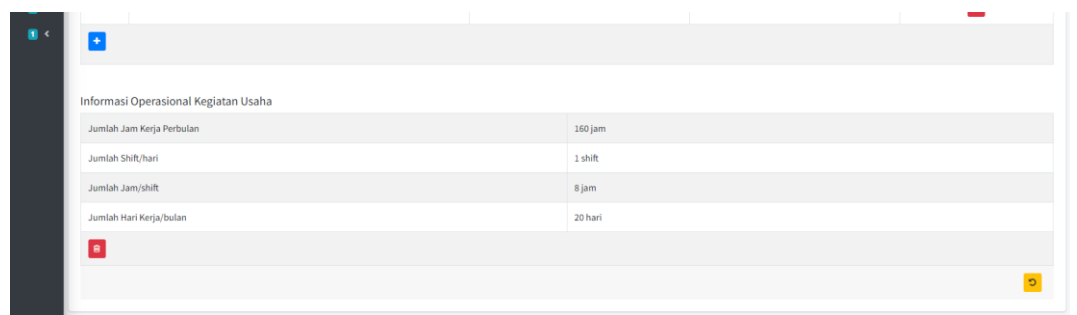 1
Informasi Operasional Kegiatan Usaha
Jumlah Jam Kerja Perbulan 160 jam
Jumlah Shift/hari 1 shift
Jumlah Jam/shift 8 jam
Jumlah Hari Kerja/bulan 20 hari